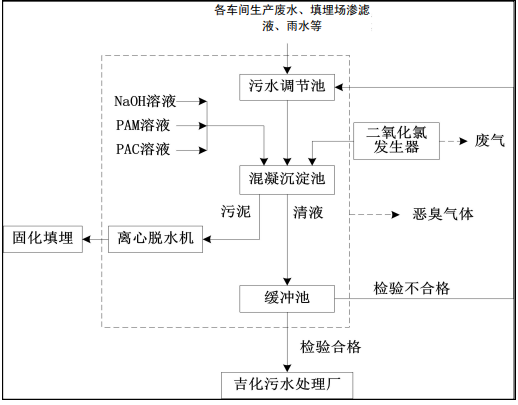 各车间生产废水、填埋场渗滤
液、雨水等
污水调节池
NaOH溶液
PAM溶液
PAC溶液
二氧化氯
发生器
废气
混凝沉淀池
污泥
清液
恶臭气体
固化填埋
离心脱水机
缓冲池
检验不合格
检验合格
吉化污水处理厂